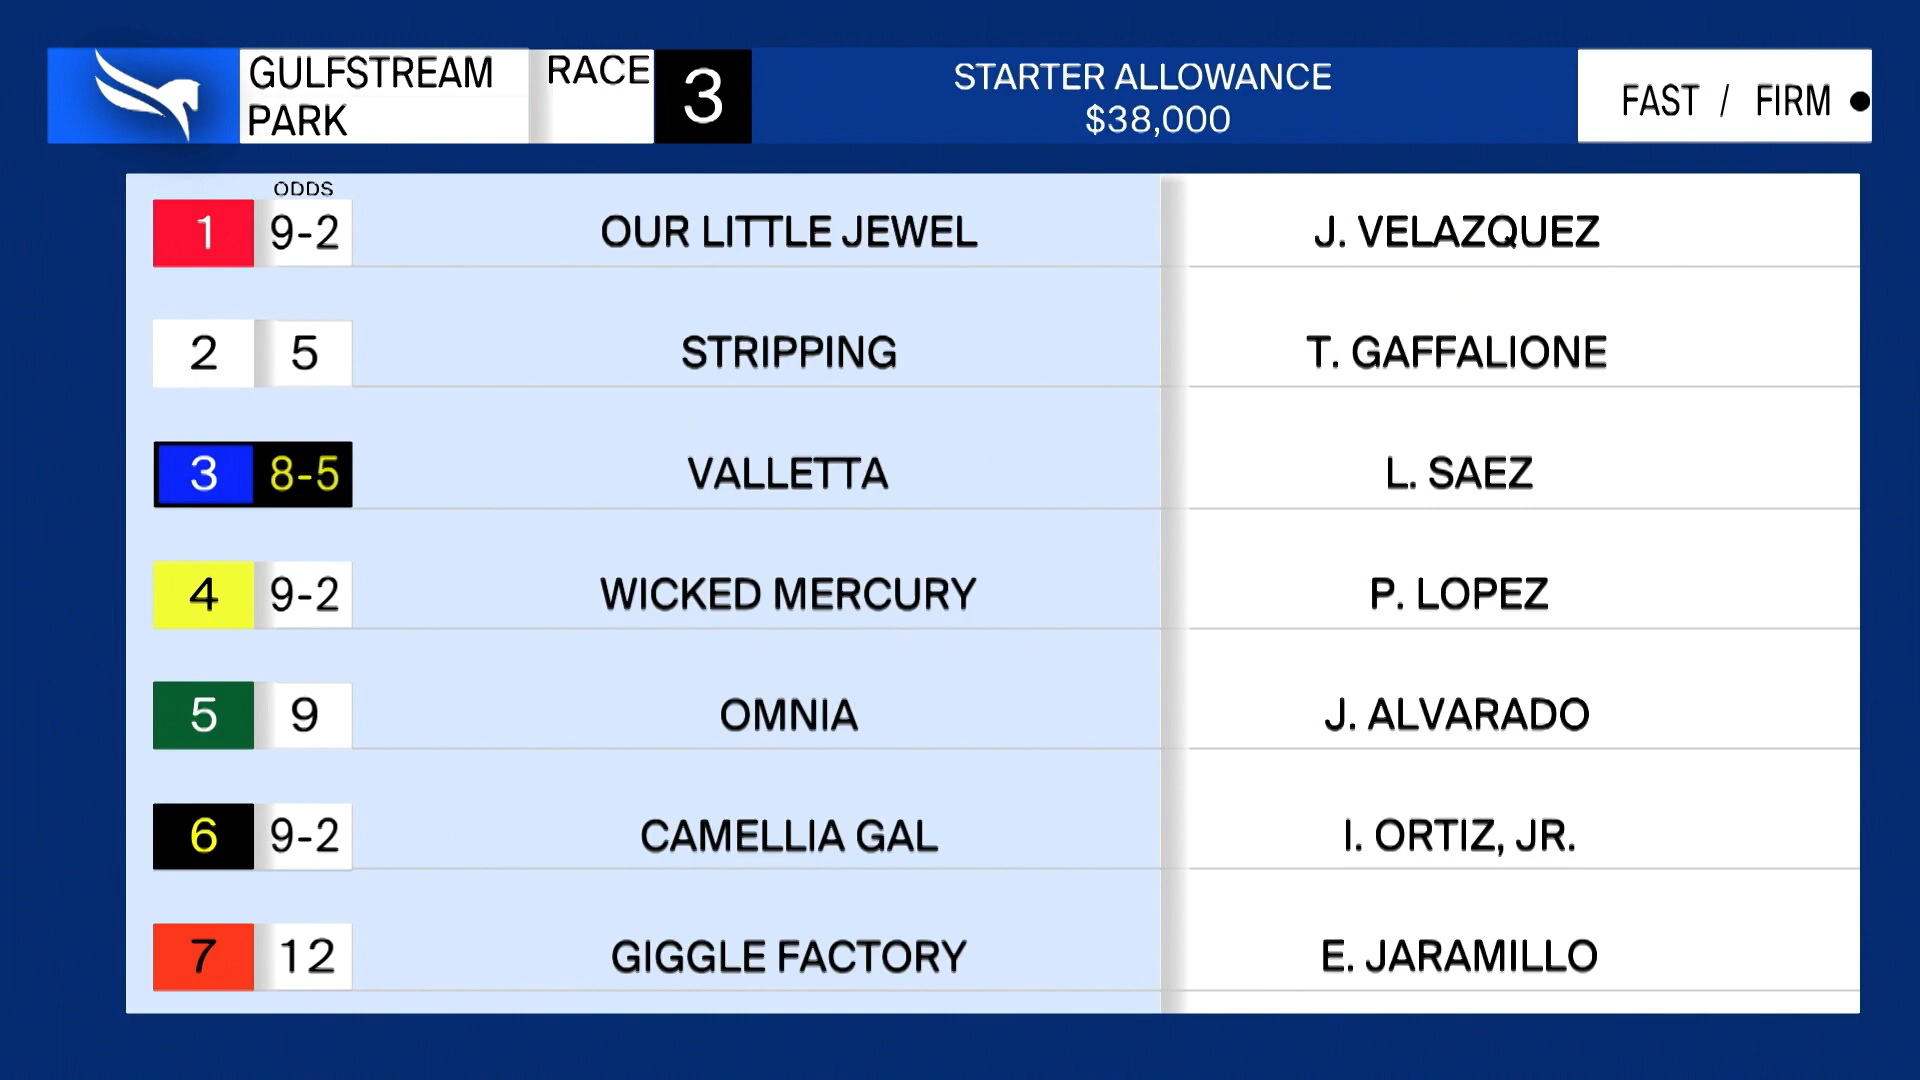 GULFSTREAM
PARK
RACE
3
STARTER ALLOWANCE
$38,000
FAST / FIRM
ODDS
1 9-2 OUR LITTLE JEWEL J. VELAZQUEZ
2 5 STRIPPING T. GAFFALIONE
3 8-5 VALLETTA L. SAEZ
4 9-2 WICKED MERCURY P. LOPEZ
5 9 OMNIA J. ALVARADO
6 9-2 CAMELLIA GAL I. ORTIZ, JR.
7 12 GIGGLE FACTORY E. JARAMILLO